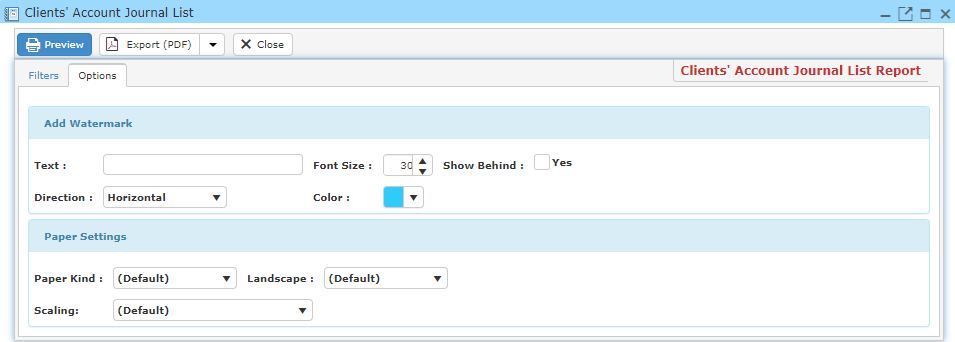 Clients' Account Journal List
Preview Export (PDF) Close
Filters Options Clients' Account Journal List Report
Add Watermark
Text : Font Size : 30 Show Behind : Yes
Direction : Horizontal Color :
Paper Settings
Paper Kind : (Default) Landscape : (Default)
Scaling: (Default)